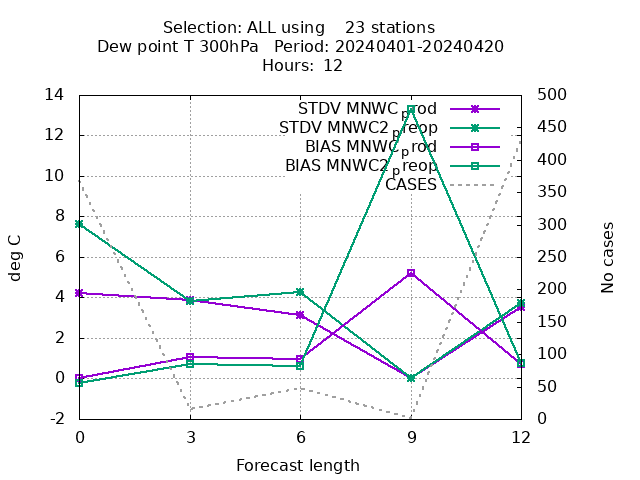 Selection: ALL using 23 stations
Dew point T 300hPa Period: 20240401-20240420
Hours: 12
14
12
10
8
6
4
2
0
-2
500
450
400
350
300
250
200
150
100
50
0
STDV MNWC_prod
STDV MNWC2_preop
BIAS MNWC_prod
BIAS MNWC2_preop
CASES
deg C
No cases
0 3 6 9 12
Forecast length